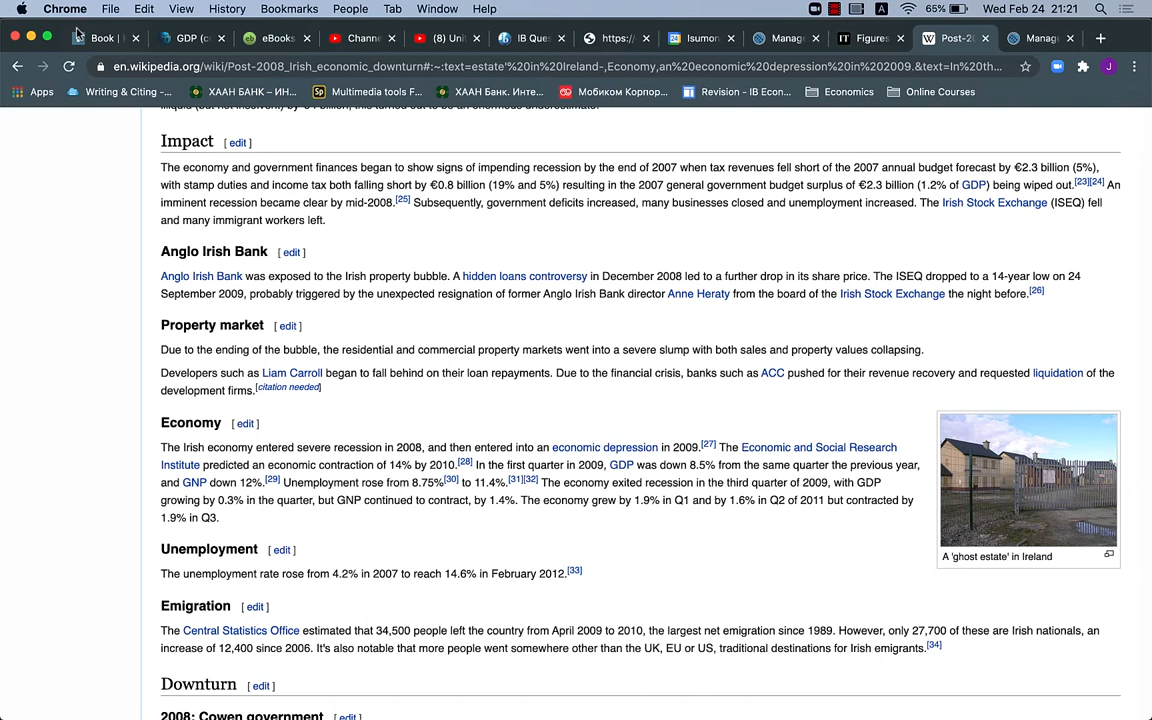 Chrome File Edit View History Bookmarks People Tab Window Help A 65% Wed Feb 24 21:21
Book | GDP (c eBooks Channe (8) Uni IB Ques https:/ Isumon Manag IT Figures W Post-2 Manag
en.wikipedia.org/wiki/Post-2008_Irish_economic_downturn#:~:text=estate'%20in%20Ireland-,Economy,an%20economic%20depression%20in%202009.&text=In%20th... J
Apps Writing & Citing -... ХААН БАНК – ИН... Sp Multimedia tools F... ХААН Банк. Инте... Мобиком Корпор... Revision - IB Econ... Economics Online Courses
Impact [ edit ]
The economy and government finances began to show signs of impending recession by the end of 2007 when tax revenues fell short of the 2007 annual budget forecast by €2.3 billion (5%),
with stamp duties and income tax both falling short by €0.8 billion (19% and 5%) resulting in the 2007 general government budget surplus of €2.3 billion (1.2% of GDP) being wiped out.[23][24] An
imminent recession became clear by mid-2008.[25] Subsequently, government deficits increased, many businesses closed and unemployment increased. The Irish Stock Exchange (ISEQ) fell
and many immigrant workers left.
Anglo Irish Bank [ edit ]
Anglo Irish Bank was exposed to the Irish property bubble. A hidden loans controversy in December 2008 led to a further drop in its share price. The ISEQ dropped to a 14-year low on 24
September 2009, probably triggered by the unexpected resignation of former Anglo Irish Bank director Anne Heraty from the board of the Irish Stock Exchange the night before.[26]
Property market [ edit ]
Due to the ending of the bubble, the residential and commercial property markets went into a severe slump with both sales and property values collapsing.
Developers such as Liam Carroll began to fall behind on their loan repayments. Due to the financial crisis, banks such as ACC pushed for their revenue recovery and requested liquidation of the
development firms.[citation needed]
Economy [ edit ]
The Irish economy entered severe recession in 2008, and then entered into an economic depression in 2009.[27] The Economic and Social Research
Institute predicted an economic contraction of 14% by 2010.[28] In the first quarter in 2009, GDP was down 8.5% from the same quarter the previous year,
and GNP down 12%.[29] Unemployment rose from 8.75%[30] to 11.4%.[31][32] The economy exited recession in the third quarter of 2009, with GDP
growing by 0.3% in the quarter, but GNP continued to contract, by 1.4%. The economy grew by 1.9% in Q1 and by 1.6% in Q2 of 2011 but contracted by
1.9% in Q3.
A 'ghost estate' in Ireland
Unemployment [ edit ]
The unemployment rate rose from 4.2% in 2007 to reach 14.6% in February 2012.[33]
Emigration [ edit ]
The Central Statistics Office estimated that 34,500 people left the country from April 2009 to 2010, the largest net emigration since 1989. However, only 27,700 of these are Irish nationals, an
increase of 12,400 since 2006. It's also notable that more people went somewhere other than the UK, EU or US, traditional destinations for Irish emigrants.[34]
Downturn [ edit ]
2008: Cowen government [ edit ]